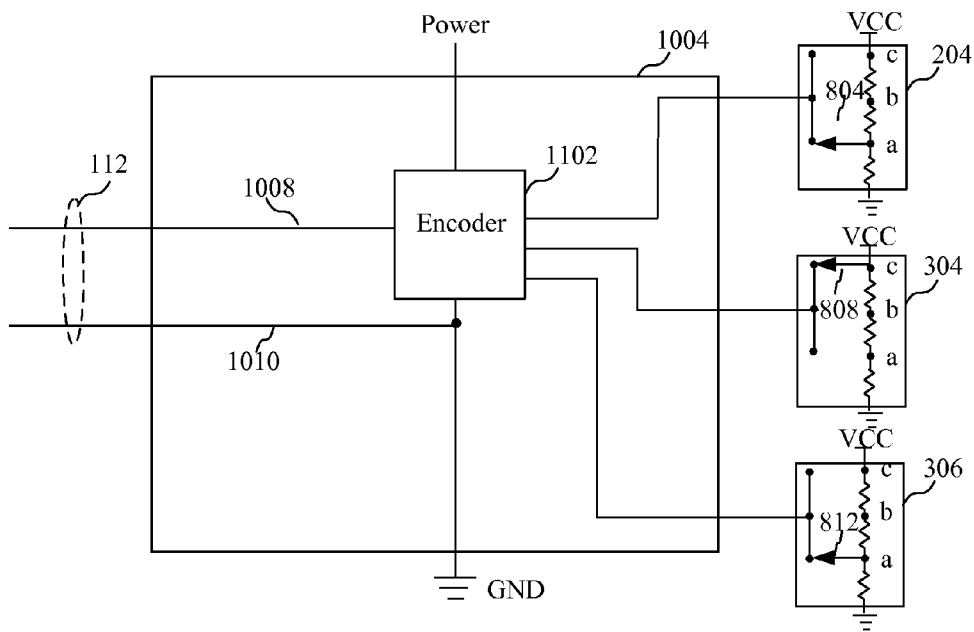 Power
VCC
1004
c
204
804
b
a
112
1102
1008
Encoder
VCC
c
304
808
b
1010
a
VCC
c
306
b
812
a
GND